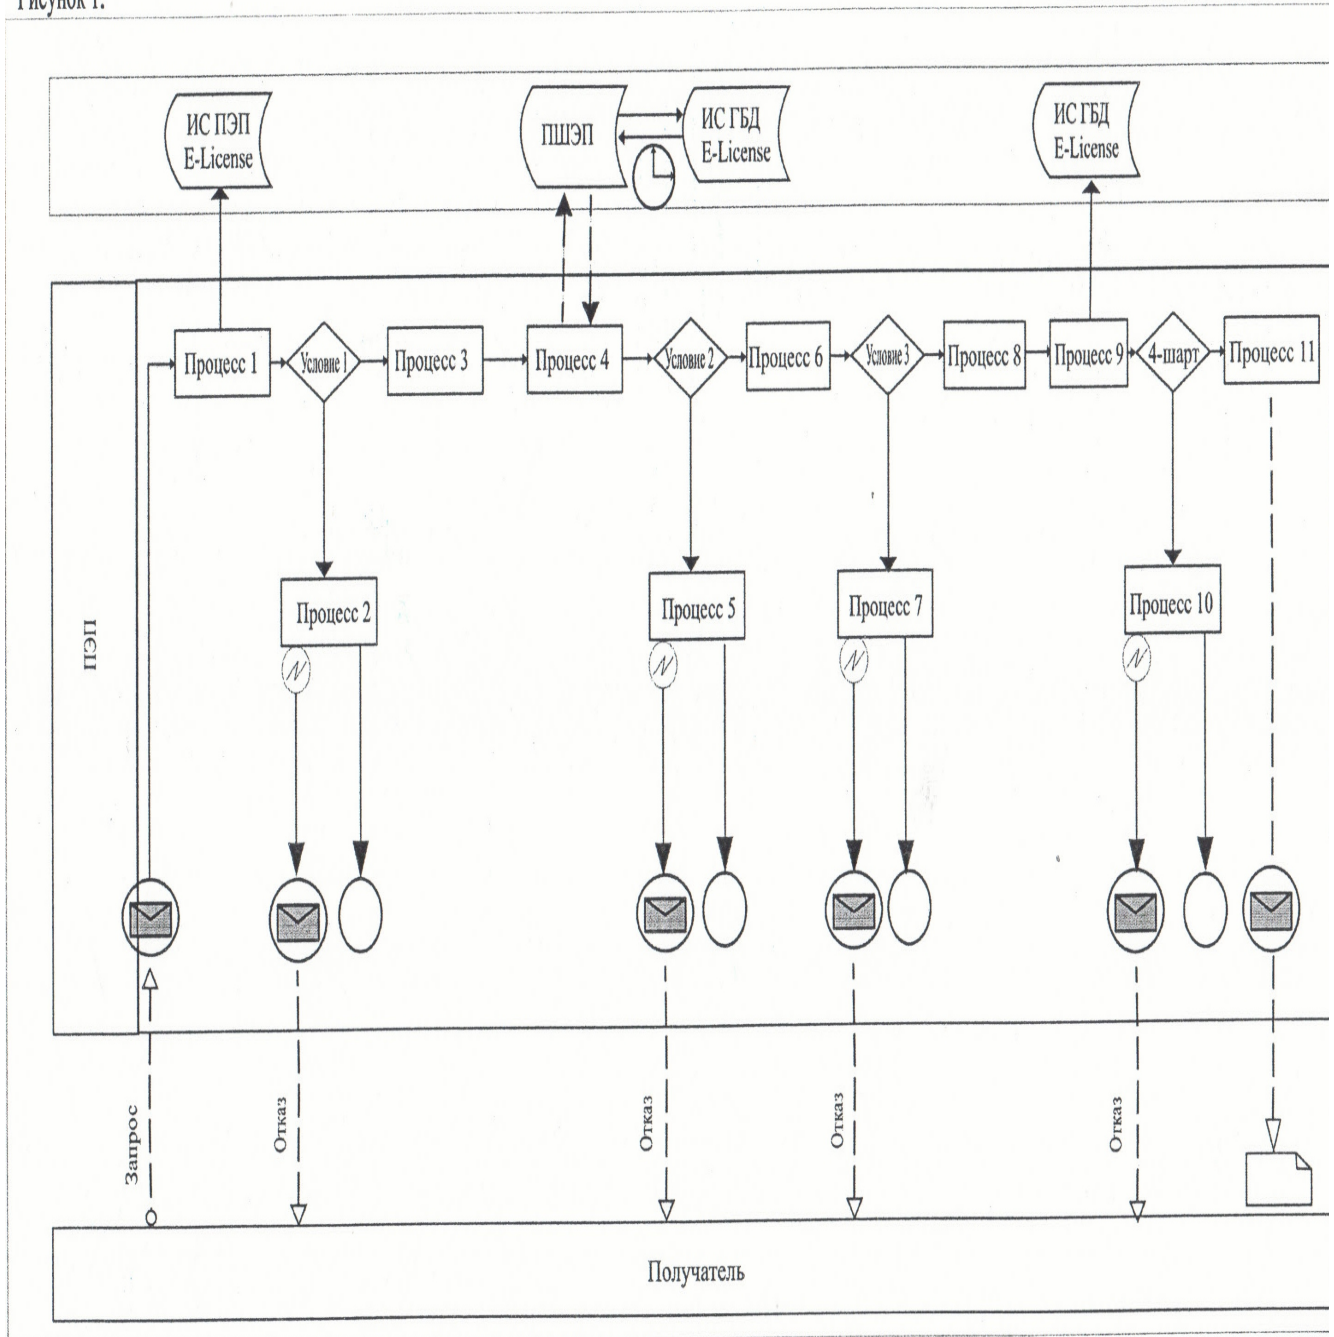 Рисунок 1.
ИС ПЭП
E-License
ПШЭП
ИС ГБД
E-License
ИС ГБД
E-License
Процесс 1
Условие 1
Процесс 3
Процесс 4
Условие 2
Процесс 6
Условие 3
Процесс 8
Процесс 9
4-шарт
Процесс 11
Процесс 2
Процесс 5
Процесс 7
Процесс 10
N
N
N
N
ПЭП
Запрос
Отказ
Отказ
Отказ
Отказ
Получатель